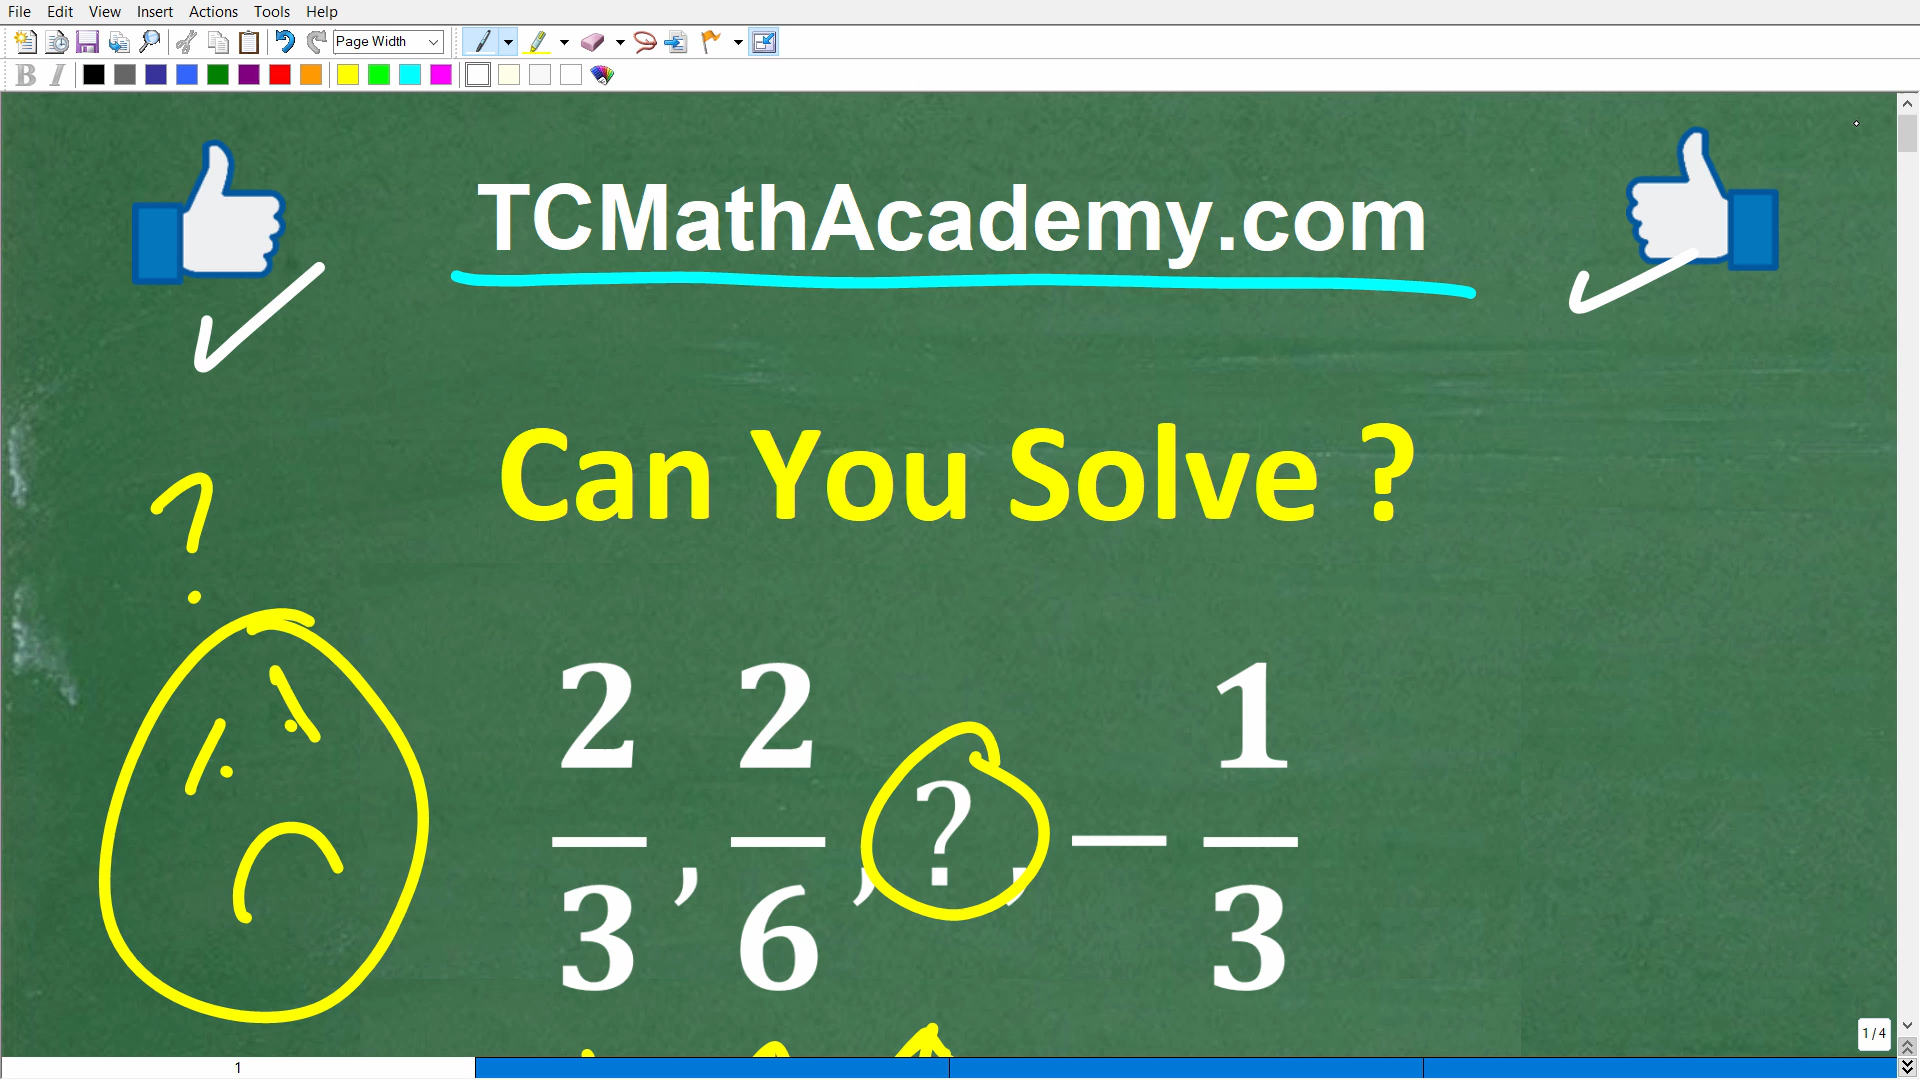 File Edit View Insert Actions Tools Help
Page Width
B I
TCMathAcademy.com
Can You Solve ?
?
2/3, 2/6, ?, − 1/3
1 / 4
1